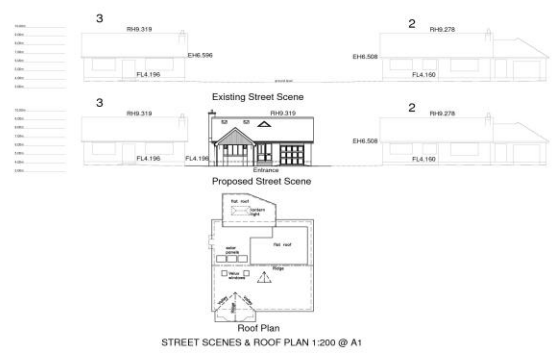 3
2
RH9.319
RH9.278
EH6.596
EH6.508
FL4.196
FL4.160
Existing Street Scene
3
2
RH9.319
RH9.319
RH9.278
EH6.508
FL4.196
FL4.196
FL4.160
Entrance
Proposed Street Scene
flat roof
lantern
light
flat roof
solar
panels
Ridge
Velux
windows
Valley
Ridge
Valley
Roof Plan
STREET SCENES & ROOF PLAN 1:200 @ A1